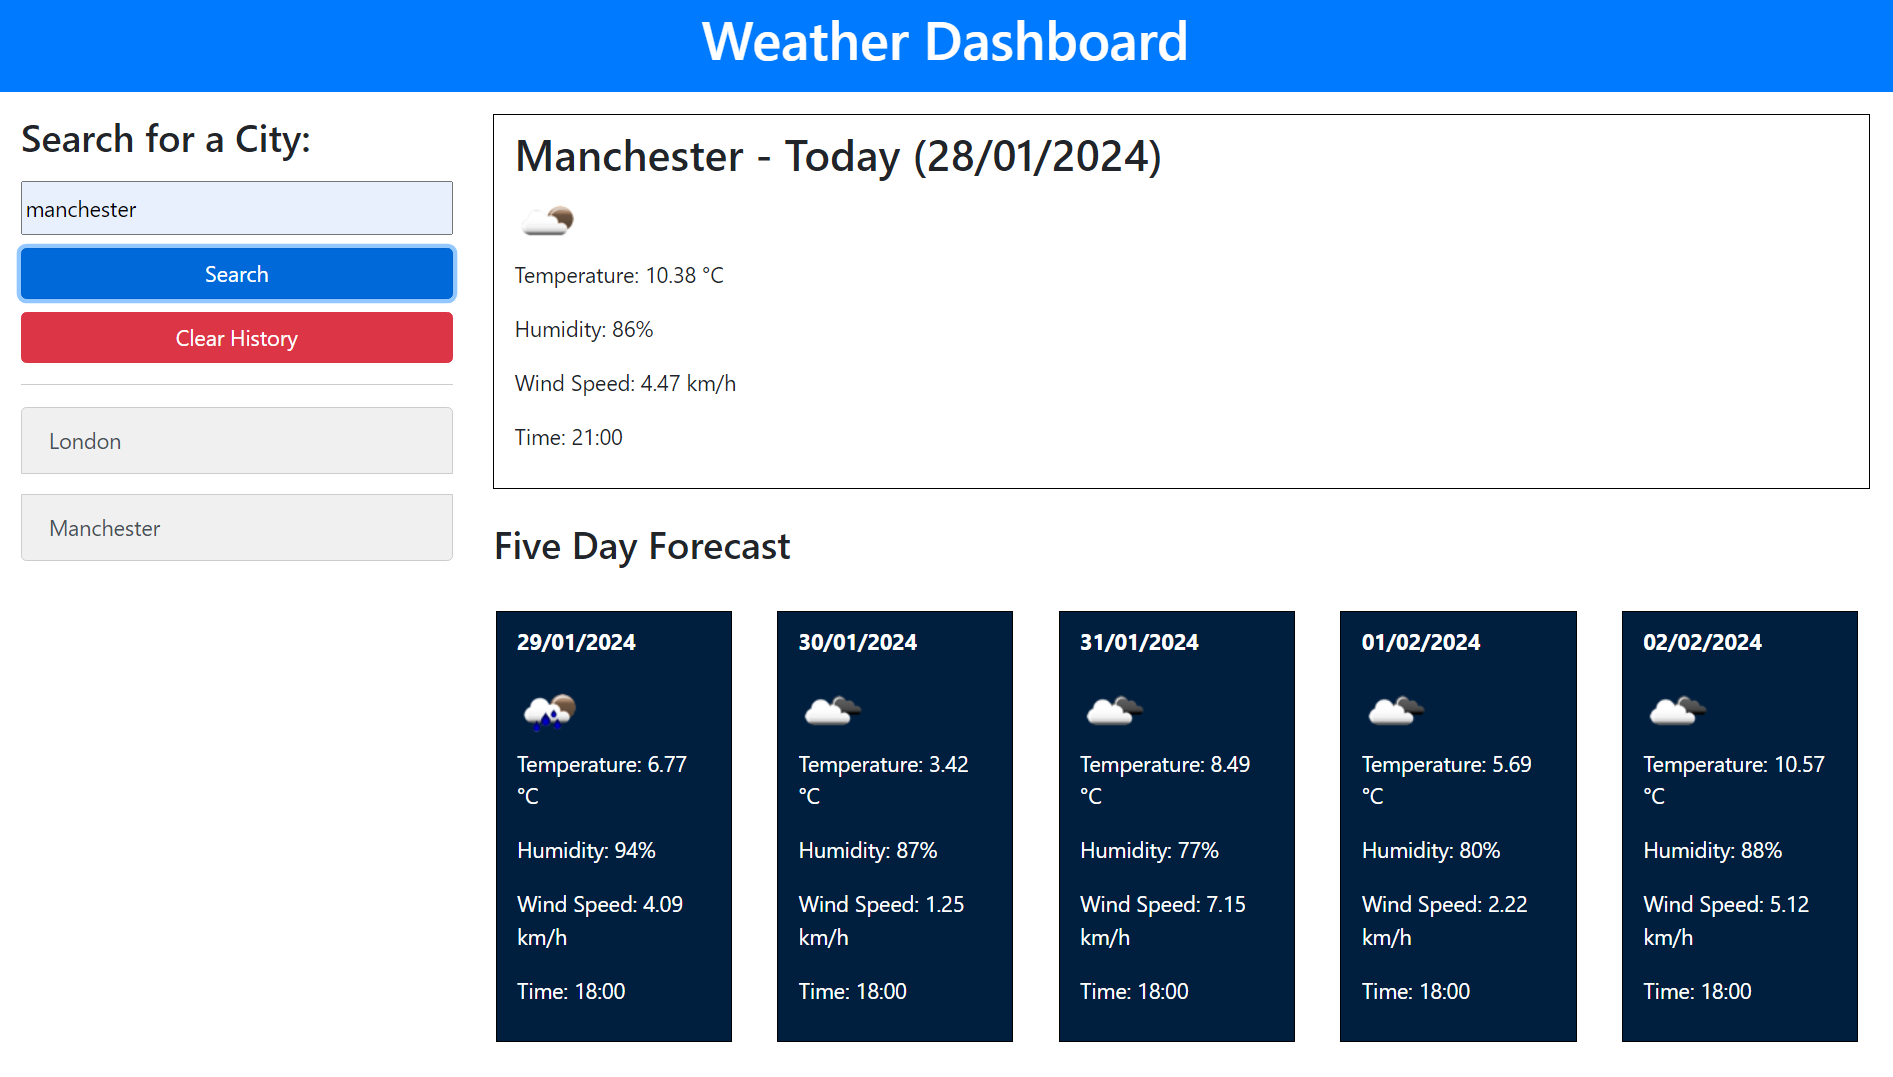 Weather Dashboard
Search for a City:
manchester
Search
Clear History
London
Manchester
Manchester - Today (28/01/2024)
Temperature: 10.38 °C
Humidity: 86%
Wind Speed: 4.47 km/h
Time: 21:00
Five Day Forecast
29/01/2024
Temperature: 6.77
°C
Humidity: 94%
Wind Speed: 4.09
km/h
Time: 18:00
30/01/2024
Temperature: 3.42
°C
Humidity: 87%
Wind Speed: 1.25
km/h
Time: 18:00
31/01/2024
Temperature: 8.49
°C
Humidity: 77%
Wind Speed: 7.15
km/h
Time: 18:00
01/02/2024
Temperature: 5.69
°C
Humidity: 80%
Wind Speed: 2.22
km/h
Time: 18:00
02/02/2024
Temperature: 10.57
°C
Humidity: 88%
Wind Speed: 5.12
km/h
Time: 18:00